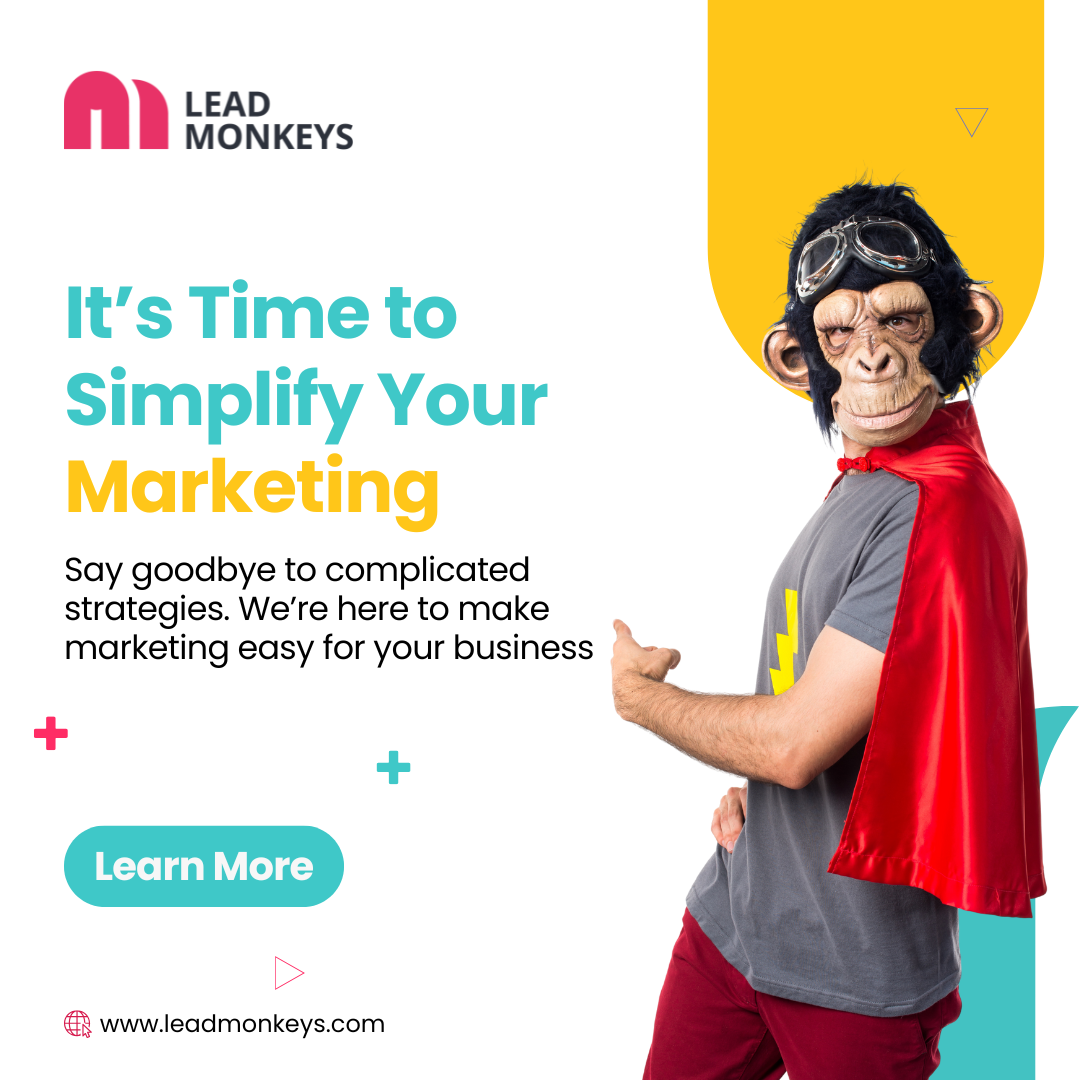 LEAD
MONKEYS
It’s Time to
Simplify Your
Marketing
Say goodbye to complicated
strategies. We’re here to make
marketing easy for your business
Learn More
www.leadmonkeys.com